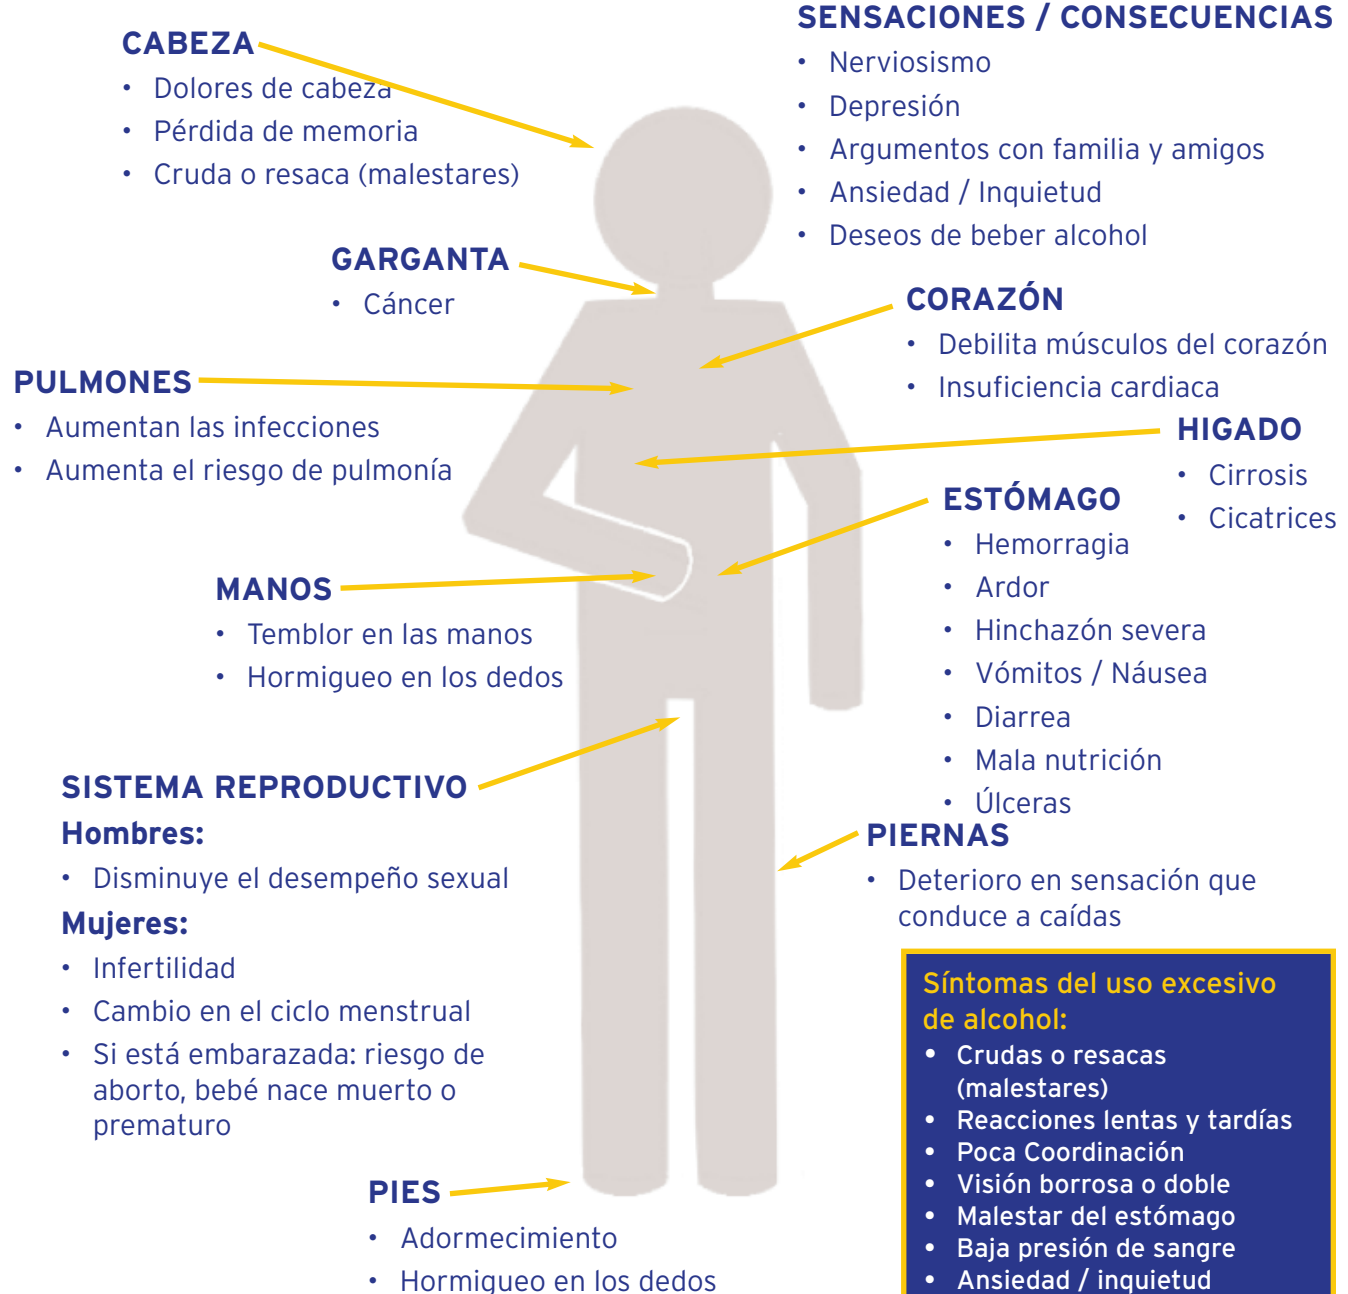 CABEZA
• Dolores de cabeza
• Pérdida de memoria
• Cruda o resaca (malestares)
SENSACIONES / CONSECUENCIAS
• Nerviosismo
• Depresión
• Argumentos con familia y amigos
• Ansiedad / Inquietud
• Deseos de beber alcohol
GARGANTA
• Cáncer
CORAZÓN
• Debilita músculos del corazón
• Insuficiencia cardiaca
PULMONES
• Aumentan las infecciones
• Aumenta el riesgo de pulmonía
HIGADO
• Cirrosis
• Cicatrices
ESTÓMAGO
• Hemorragia
• Ardor
• Hinchazón severa
• Vómitos / Náusea
• Diarrea
• Mala nutrición
• Úlceras
MANOS
• Temblor en las manos
• Hormigueo en los dedos
SISTEMA REPRODUCTIVO
Hombres:
• Disminuye el desempeño sexual
Mujeres:
• Infertilidad
• Cambio en el ciclo menstrual
• Si está embarazada: riesgo de
aborto, bebé nace muerto o
prematuro
PIERNAS
• Deterioro en sensación que
conduce a caídas
PIES
• Adormecimiento
• Hormigueo en los dedos
Síntomas del uso excesivo
de alcohol:
• Crudas o resacas
(malestares)
• Reacciones lentas y tardías
• Poca Coordinación
• Visión borrosa o doble
• Malestar del estómago
• Baja presión de sangre
• Ansiedad / inquietud